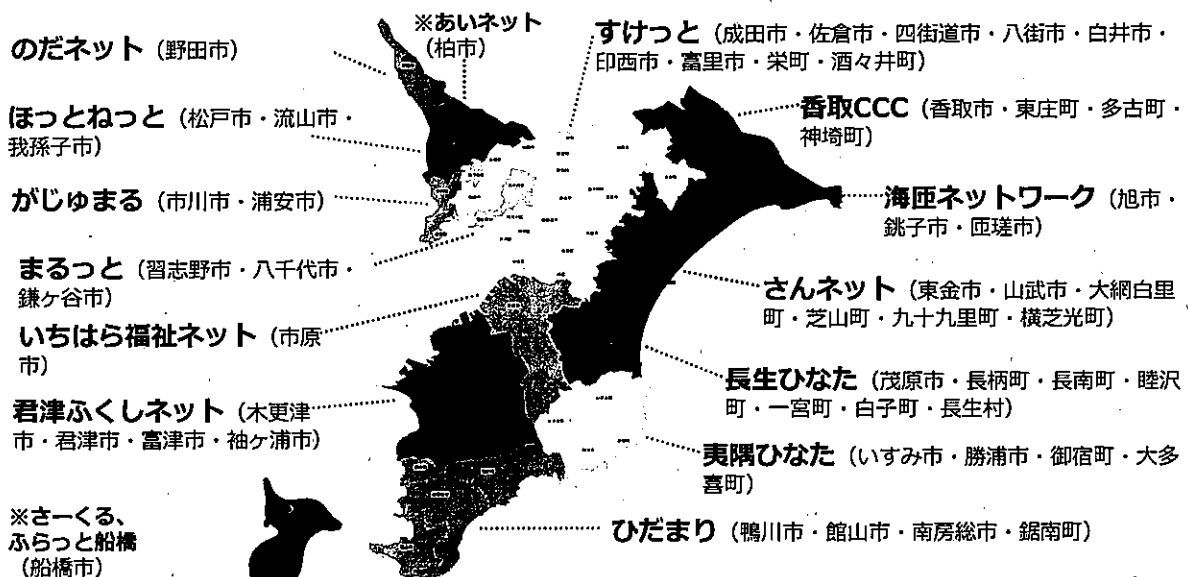 のだネット（野田市）
※あいネット
（柏市）
ほっとねっと（松戸市・流山市・
我孫子市）
がじゅまる（市川市・浦安市）
まるっと（習志野市・八千代市・
鎌ヶ谷市）
いちはら福祉ネット（市原
市）
君津ふくしネット（木更津
市・君津市・富津市・袖ヶ浦市）
※さーくる、
ふらっと船橋
（船橋市）
すけっと（成田市・佐倉市・四街道市・八街市・白井市・
印西市・富里市・栄町・酒々井町）
香取CCC（香取市・東庄町・多古町・
神埼町）
海匝ネットワーク（旭市・
銚子市・匝瑳市）
さんネット（東金市・山武市・大網白里
町・芝山町・九十九里町・横芝光町）
長生ひなた（茂原市・長柄町・長南町・睦沢
町・一宮町・白子町・長生村）
夷隅ひなた（いすみ市・勝浦市・御宿町・大多
喜町）
ひだまり（鴨川市・館山市・南房総市・鋸南町）